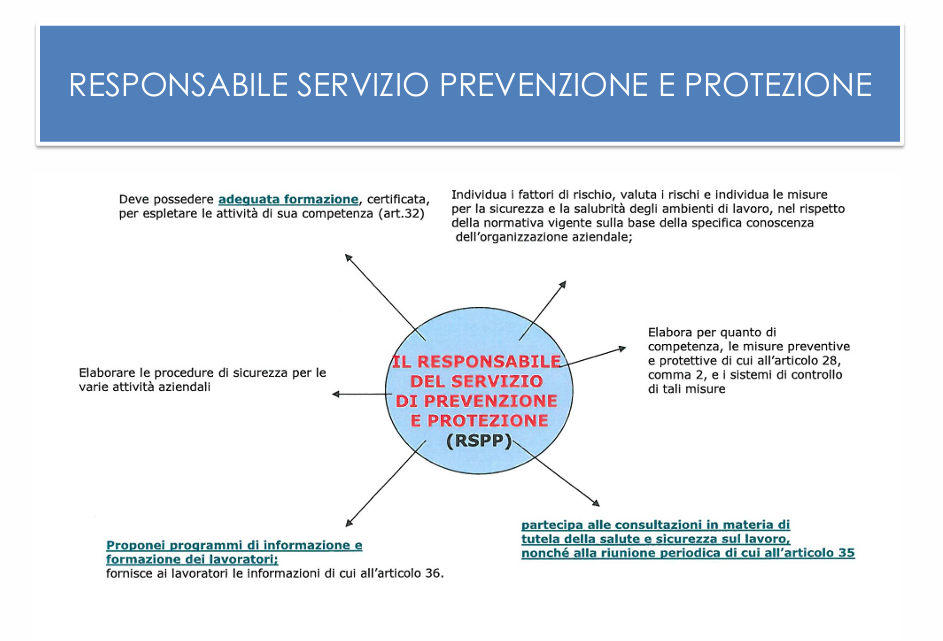 RESPONSABILE SERVIZIO PREVENZIONE E PROTEZIONE
Deve possedere adeguata formazione, certificata,
per espletare le attività di sua competenza (art.32)
Individua i fattori di rischio, valuta i rischi e individua le misure
per la sicurezza e la salubrità degli ambienti di lavoro, nel rispetto
della normativa vigente sulla base della specifica conoscenza
dell'organizzazione aziendale;
Elabora per quanto di
competenza, le misure preventive
e protettive di cui all'articolo 28,
comma 2, e i sistemi di controllo
di tali misure
Elaborare le procedure di sicurezza per le
varie attività aziendali
IL RESPONSABILE
DEL SERVIZIO
DI PREVENZIONE
E PROTEZIONE
(RSPP)
Proponei programmi di informazione e
formazione dei lavoratori;
fornisce ai lavoratori le informazioni di cui all'articolo 36.
partecipa alle consultazioni in materia di
tutela della salute e sicurezza sul lavoro,
nonché alla riunione periodica di cui all'articolo 35